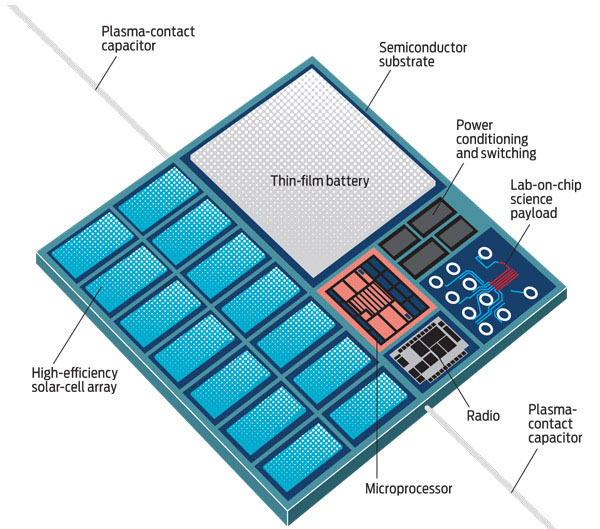 Plasma-contact
capacitor
Semiconductor
substrate
Power
conditioning
and switching
Thin-film battery
Lab-on-chip
science
payload
High-efficiency
solar-cell array
Radio
Plasma-
contact
capacitor
Microprocessor